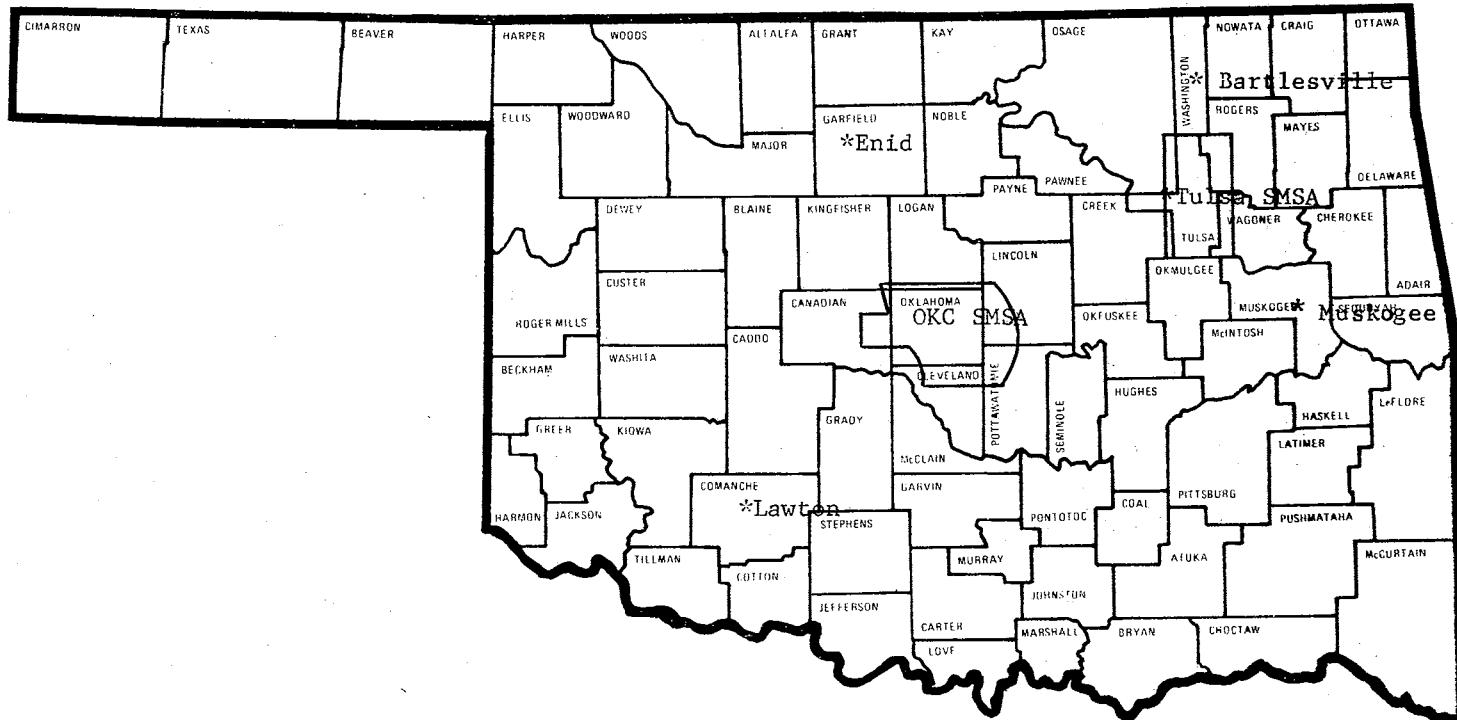 CIMARRON
TEXAS
BEAVER
HARPER
WOODS
ALFALFA
GRANT
KAY
OSAGE
WASHINGTON
NOWATA
CRAIG
OTTAWA
* Bartlesville
ELLIS
WOODWARD
MAJOR
GARFIELD
*Enid
NOBLE
ROGERS
MAYES
DELAWARE
PAYNE
PAWNEE
DEWEY
BLAINE
KINGFISHER
LOGAN
CREEK
*Tulsa SMSA
TULSA
WAGONER
CHEROKEE
LINCOLN
OKMULGEE
ADAIR
CUSTER
ROGER MILLS
CANADIAN
OKLAHOMA
OKC SMSA
OKFUSKEE
MUSKOGEE
* Muskogee
SEQUOYAH
McINTOSH
CADDO
WASHITA
BECKHAM
CLEVELAND
POTTAWATOMIE
SEMINOLE
HUGHES
HASKELL
LeFLORE
GREER
KIOWA
GRADY
McCLAIN
LATIMER
COMANCHE
*Lawton
GARVIN
PITTSBURG
HARMON
JACKSON
STEPHENS
PONTOTOC
COAL
PUSHMATAHA
TILLMAN
COTTON
MURRAY
ATUKA
McCURTAIN
JEFFERSON
JOHNSTON
CARTER
MARSHALL
BRYAN
CHOCTAW
LOVE